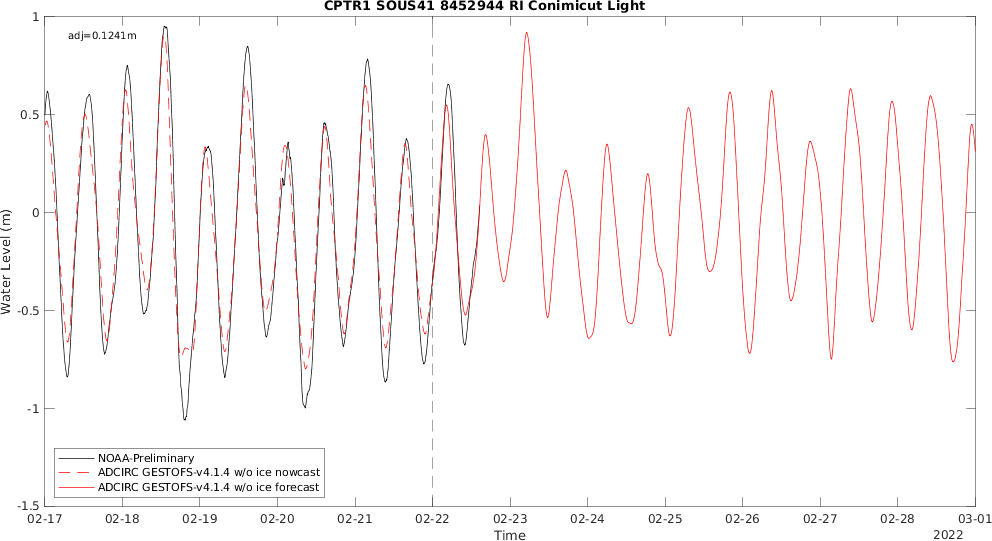 CPTR1 SOUS41 8452944 RI Conimicut Light
adj=0.1241m
1
0.5
0
-0.5
-1
-1.5
Water Level (m)
NOAA-Preliminary
ADCIRC GESTOFS-v4.1.4 w/o ice nowcast
ADCIRC GESTOFS-v4.1.4 w/o ice forecast
02-17 02-18 02-19 02-20 02-21 02-22 02-23 02-24 02-25 02-26 02-27 02-28 03-01
Time
2022